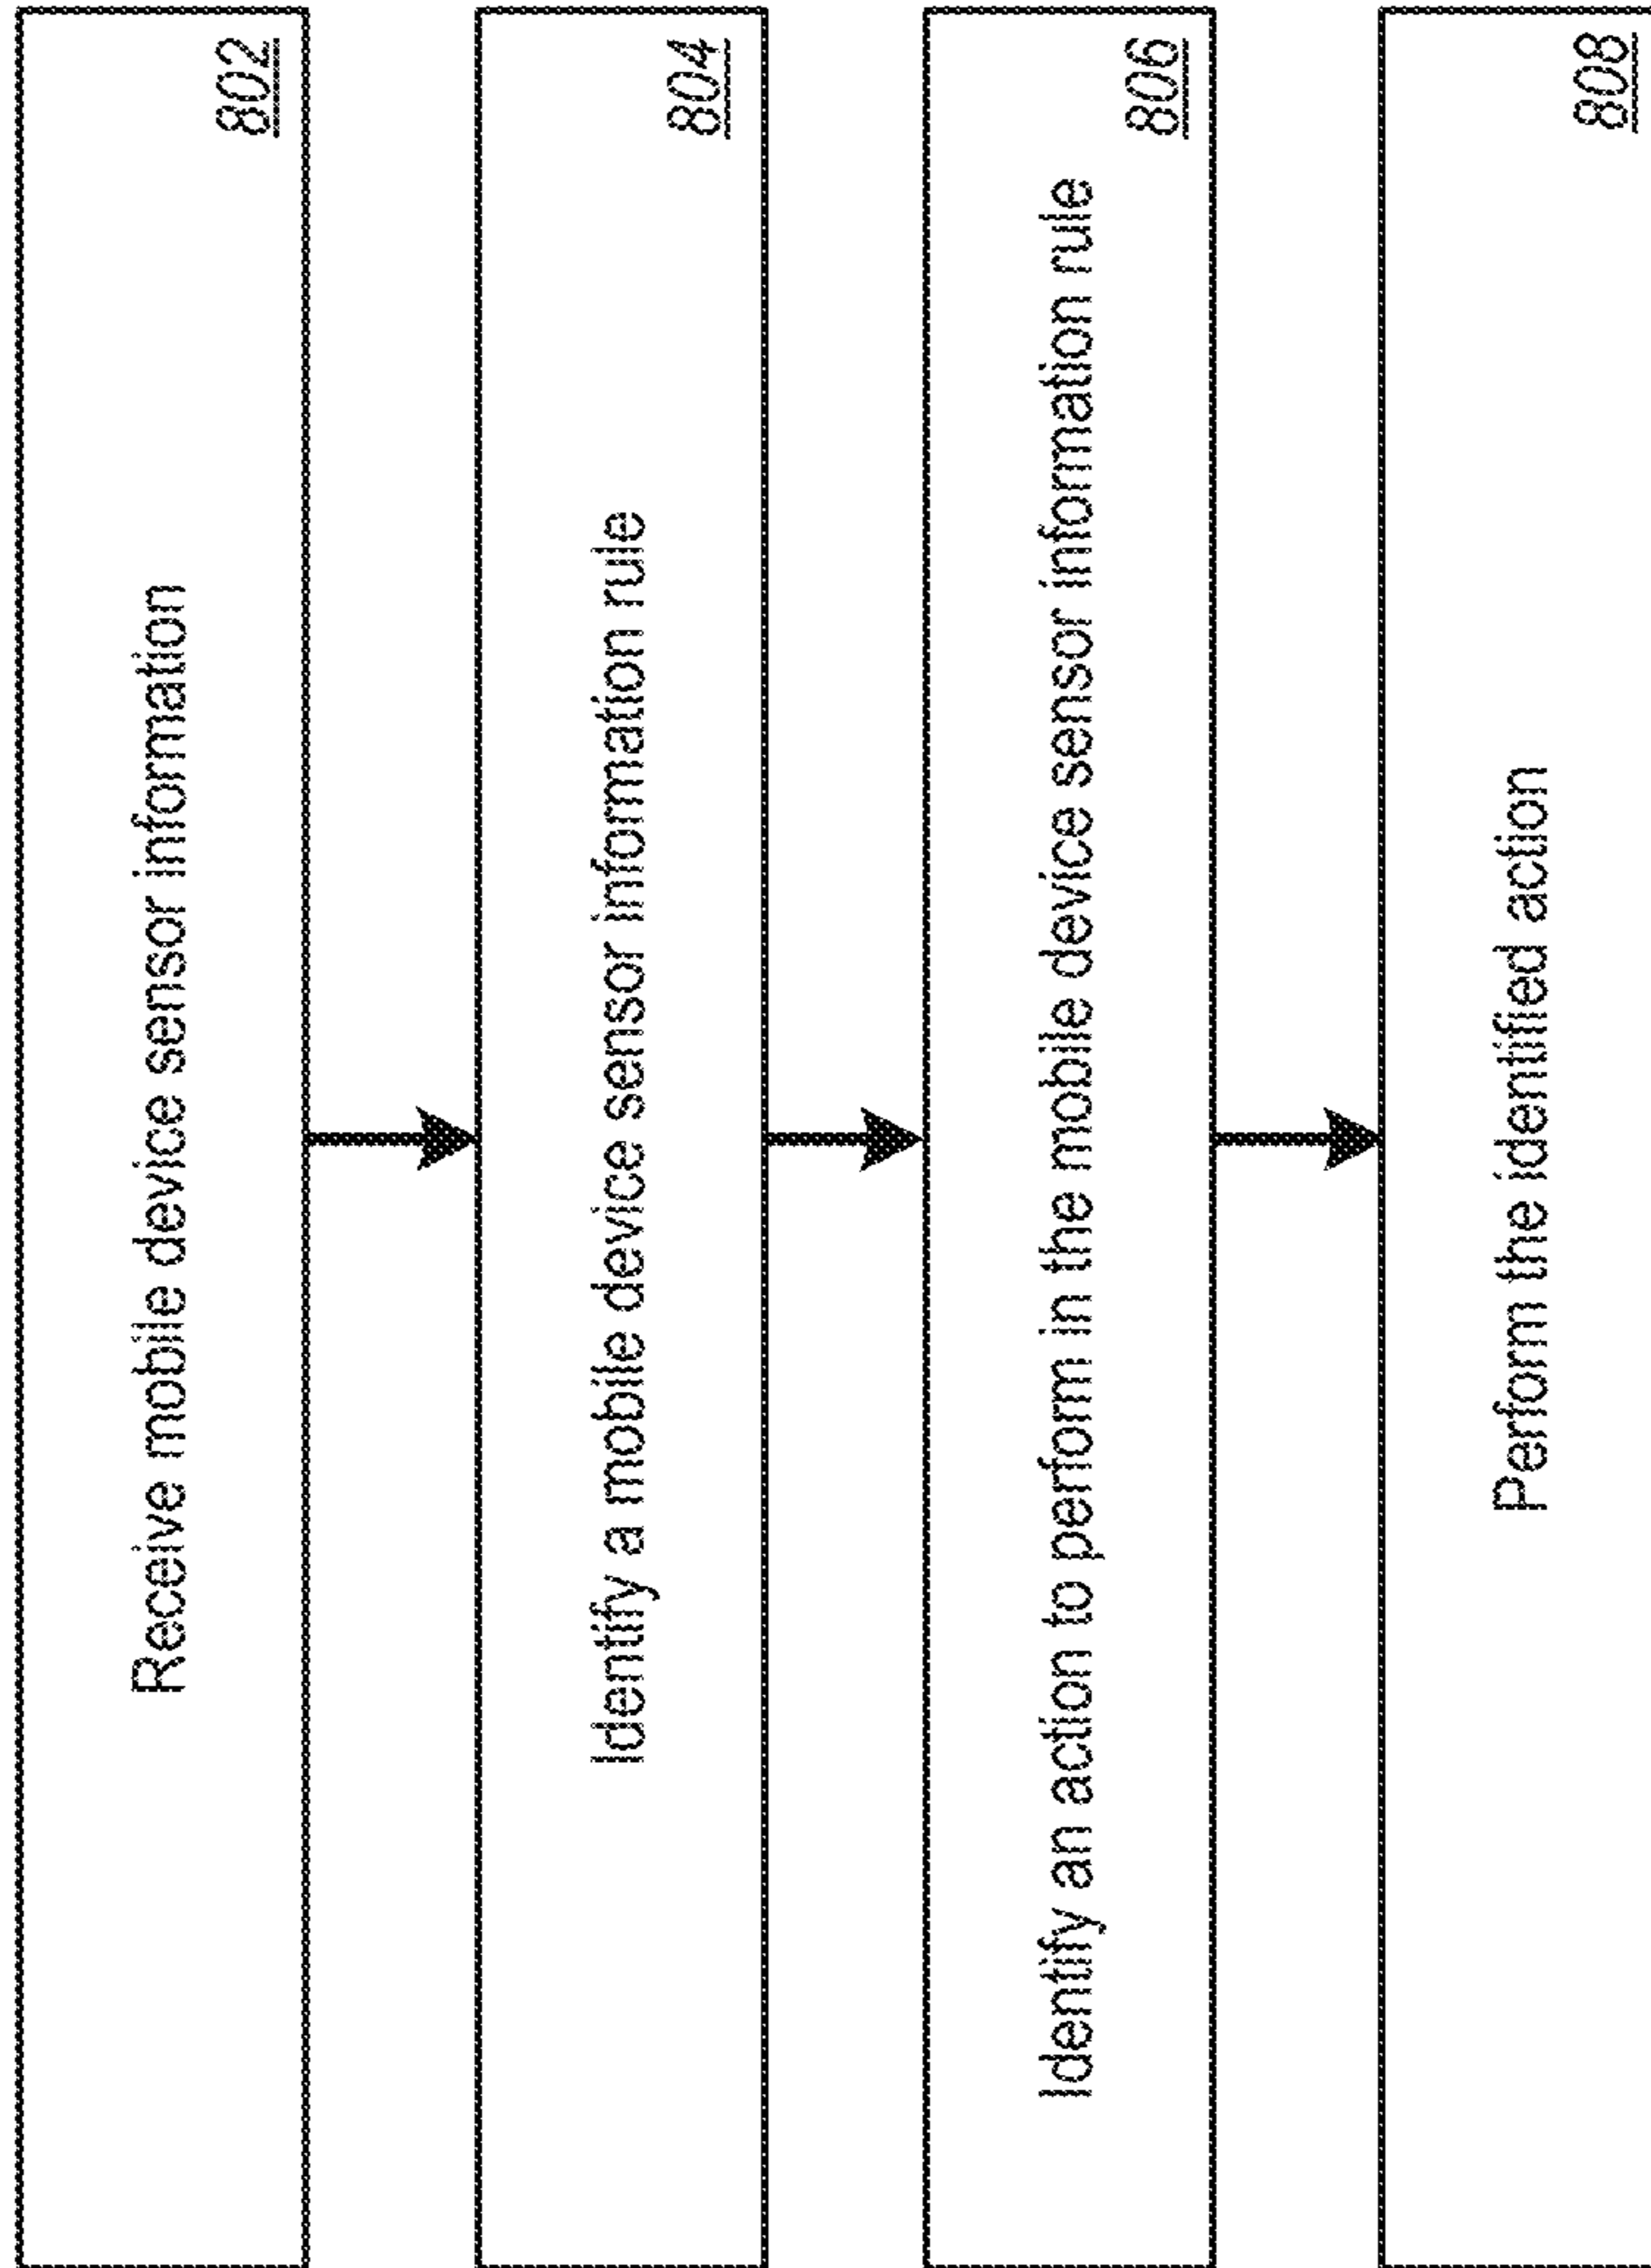 Receive mobile device sensor information
802
Identify a mobile device sensor information rule
804
Identify an action to perform in the mobile device sensor information rule
806
Perform the identified action
808